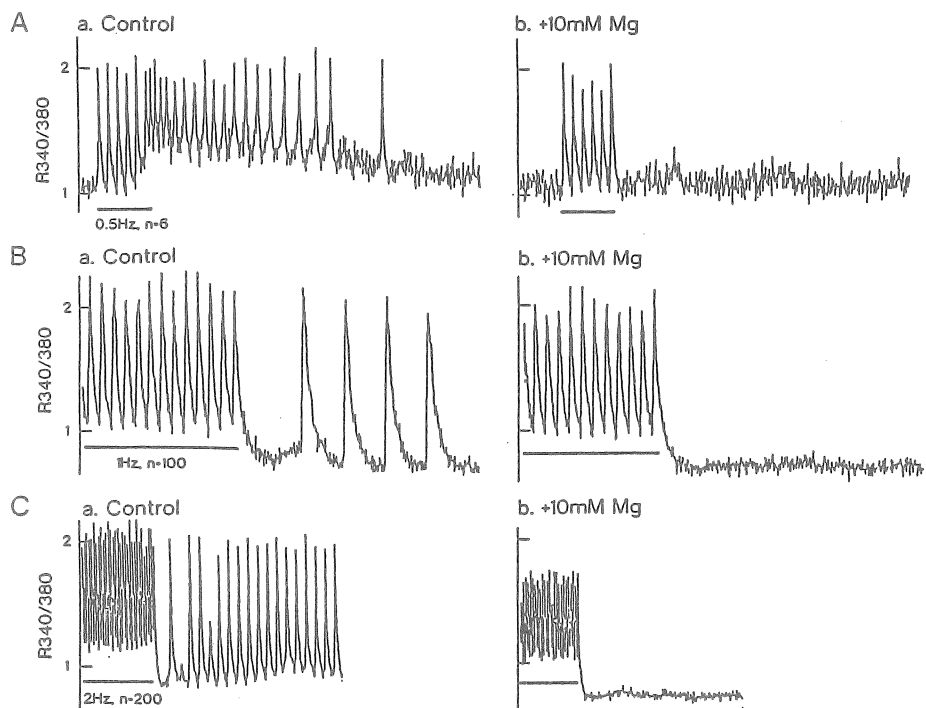 A
a. Control
b. +10mM Mg
2
1
R340/380
0.5Hz, n=6
B
a. Control
b. +10mM Mg
2
1
R340/380
1Hz, n=100
C
a. Control
b. +10mM Mg
2
1
R340/380
2Hz, n=200